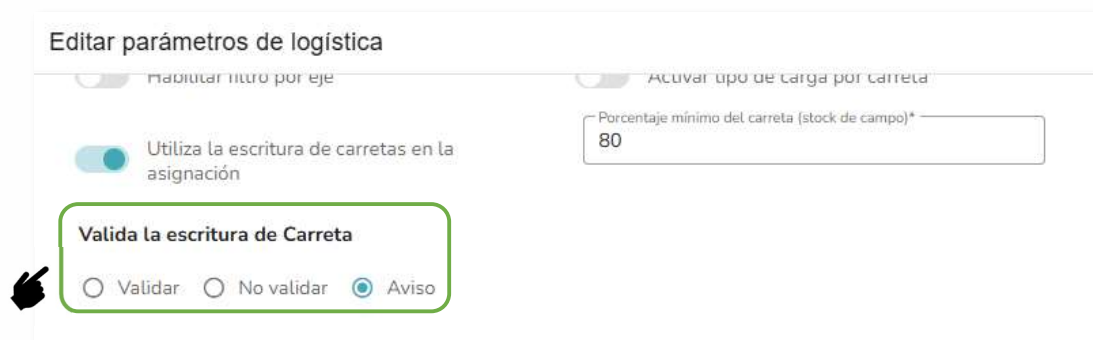 Editar parámetros de logística
Habilitar filtro por eje
Activar tipo de carga por carreta
Porcentaje mínimo del carreta (stock de campo)*
80
Utiliza la escritura de carretas en la
asignación
Valida la escritura de Carreta
Validar
No validar
Aviso